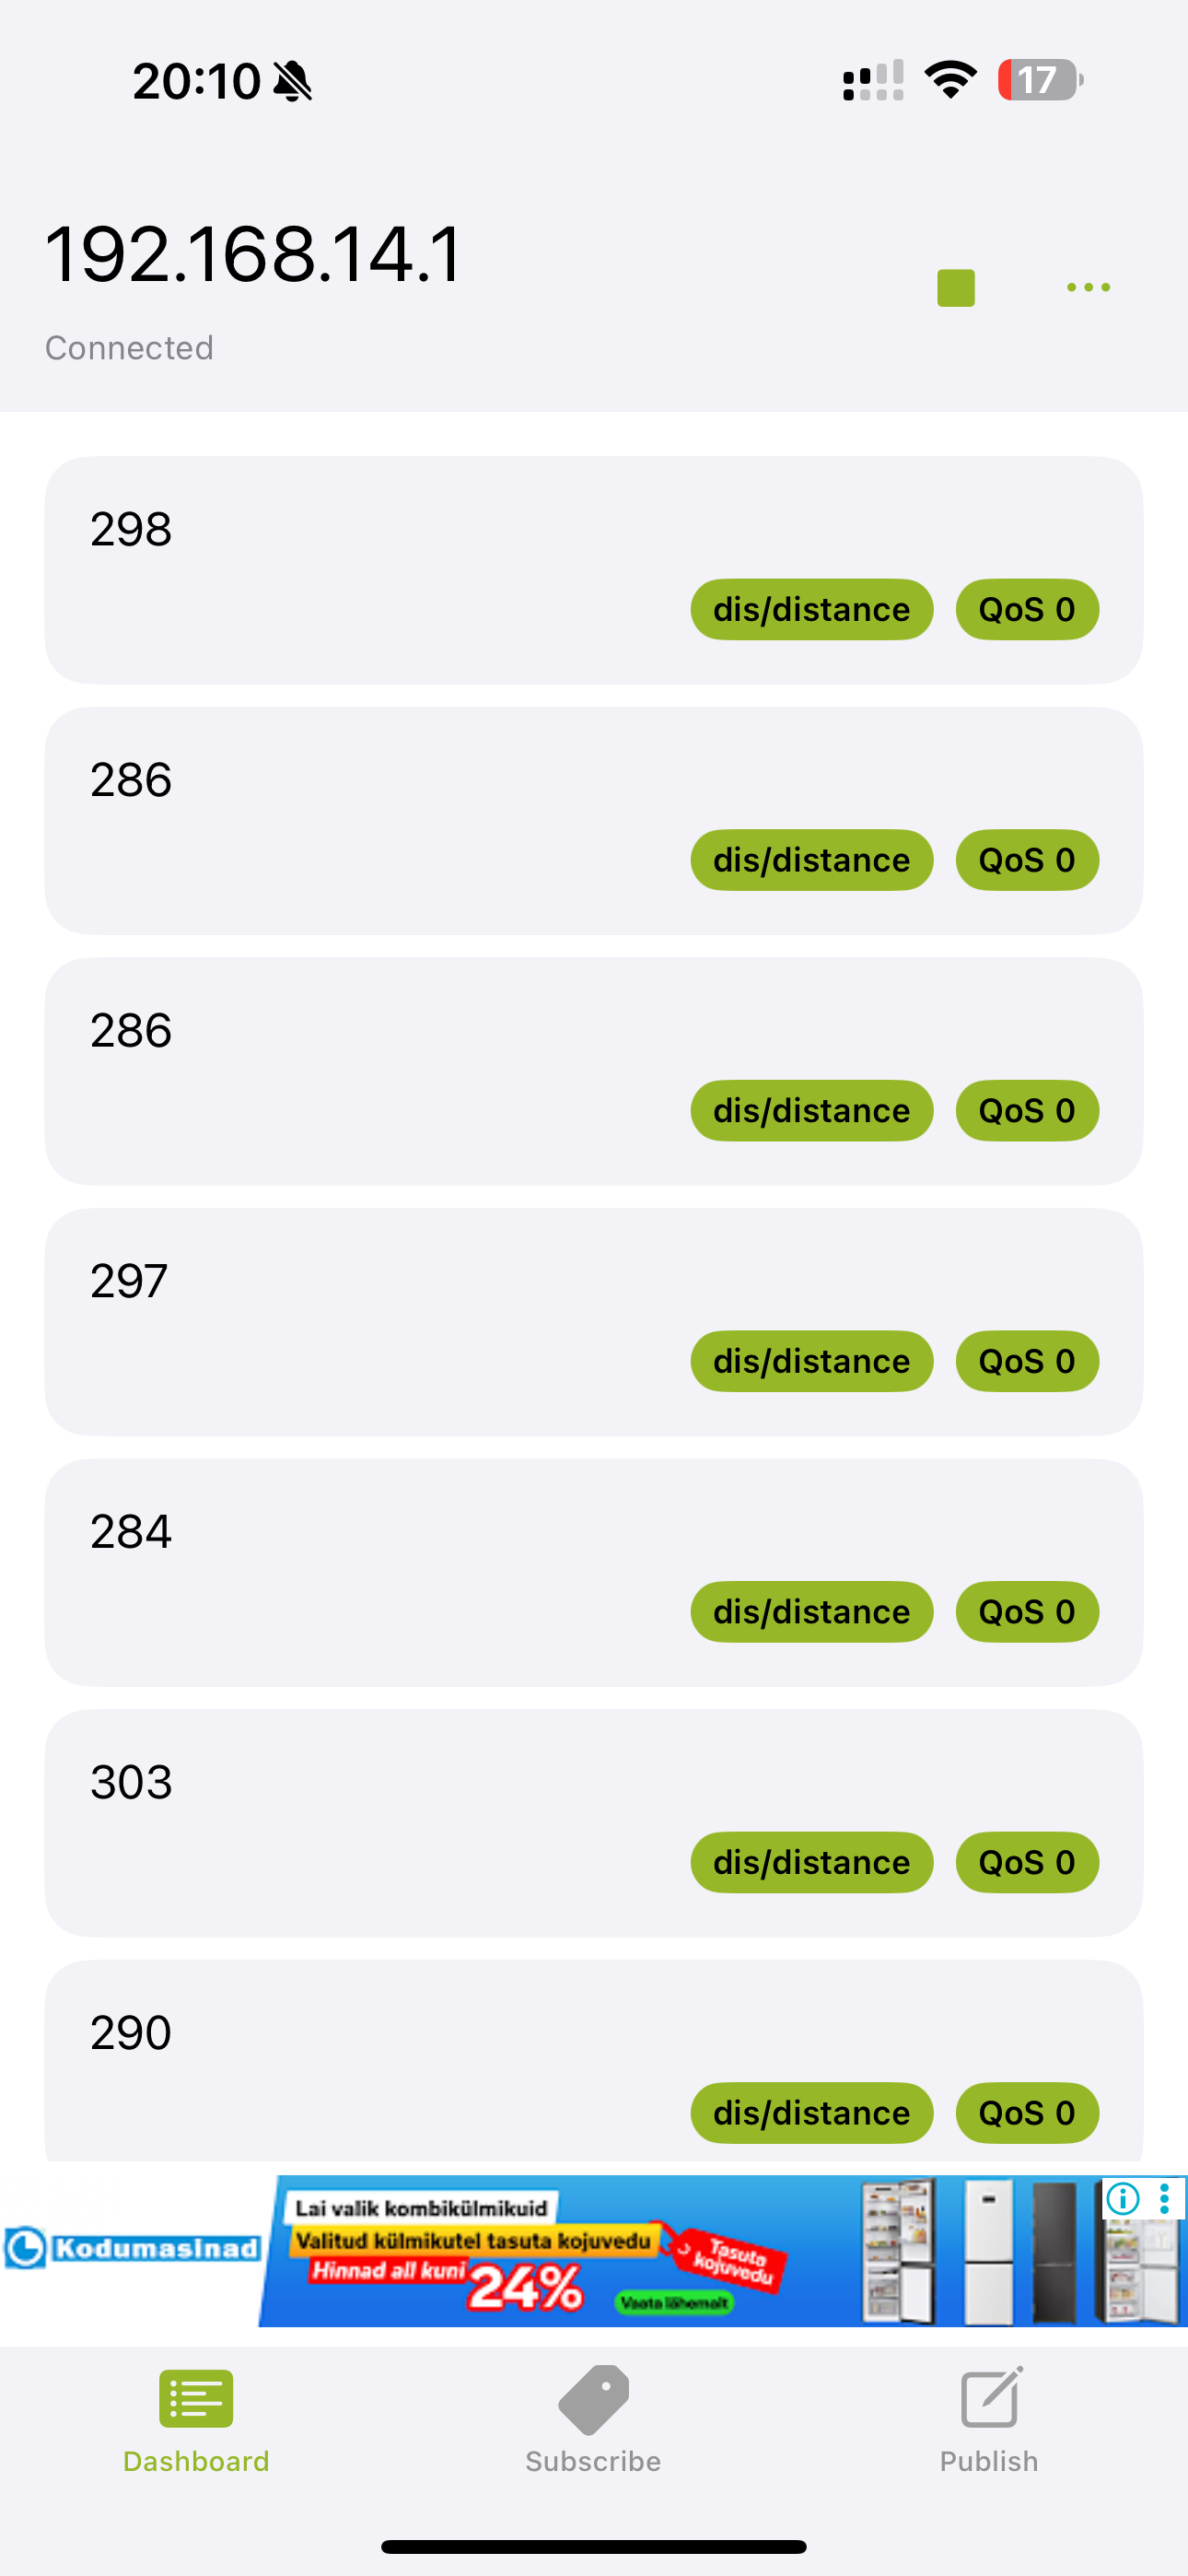 20:10
17
192.168.14.1
Connected
298
dis/distance QoS 0
286
dis/distance QoS 0
286
dis/distance QoS 0
297
dis/distance QoS 0
284
dis/distance QoS 0
303
dis/distance QoS 0
290
dis/distance QoS 0
Kodumasinad
Lai valik kombikülmikuid
Valitud külmikutel tasuta kojuvedu
Hinnad all kuni 24%
Tasuta
kojuvedu
Vaata lähemalt
Dashboard
Subscribe
Publish